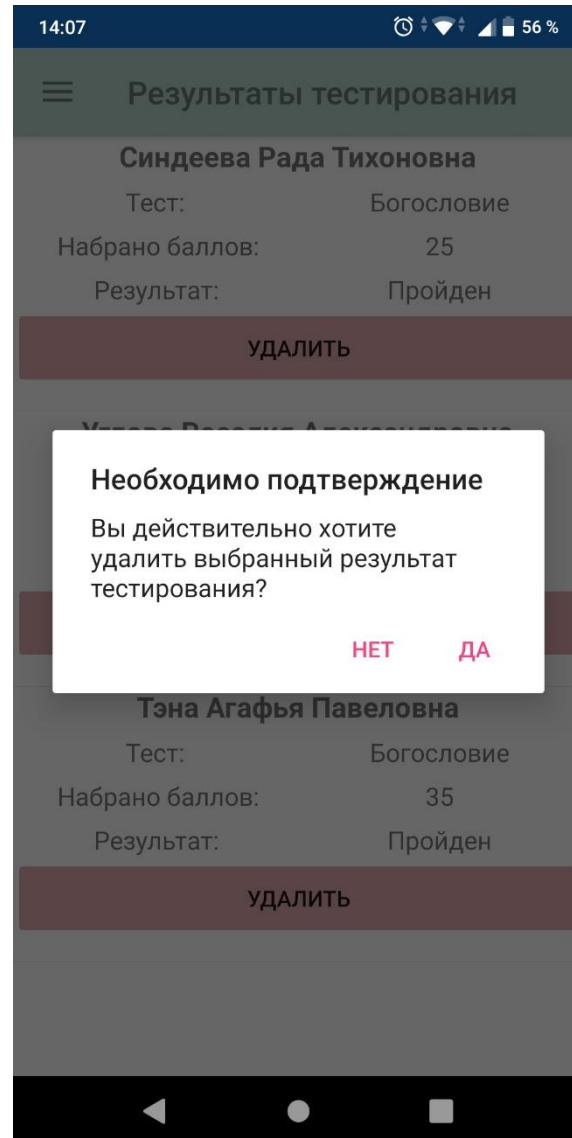 14:07 56 %
Результаты тестирования
Синдеева Рада Тихоновна
Тест: Богословие
Набрано баллов: 25
Результат: Пройден
УДАЛИТЬ
Необходимо подтверждение
Вы действительно хотите
удалить выбранный результат
тестирования?
НЕТ ДА
Тэна Агафья Павеловна
Тест: Богословие
Набрано баллов: 35
Результат: Пройден
УДАЛИТЬ